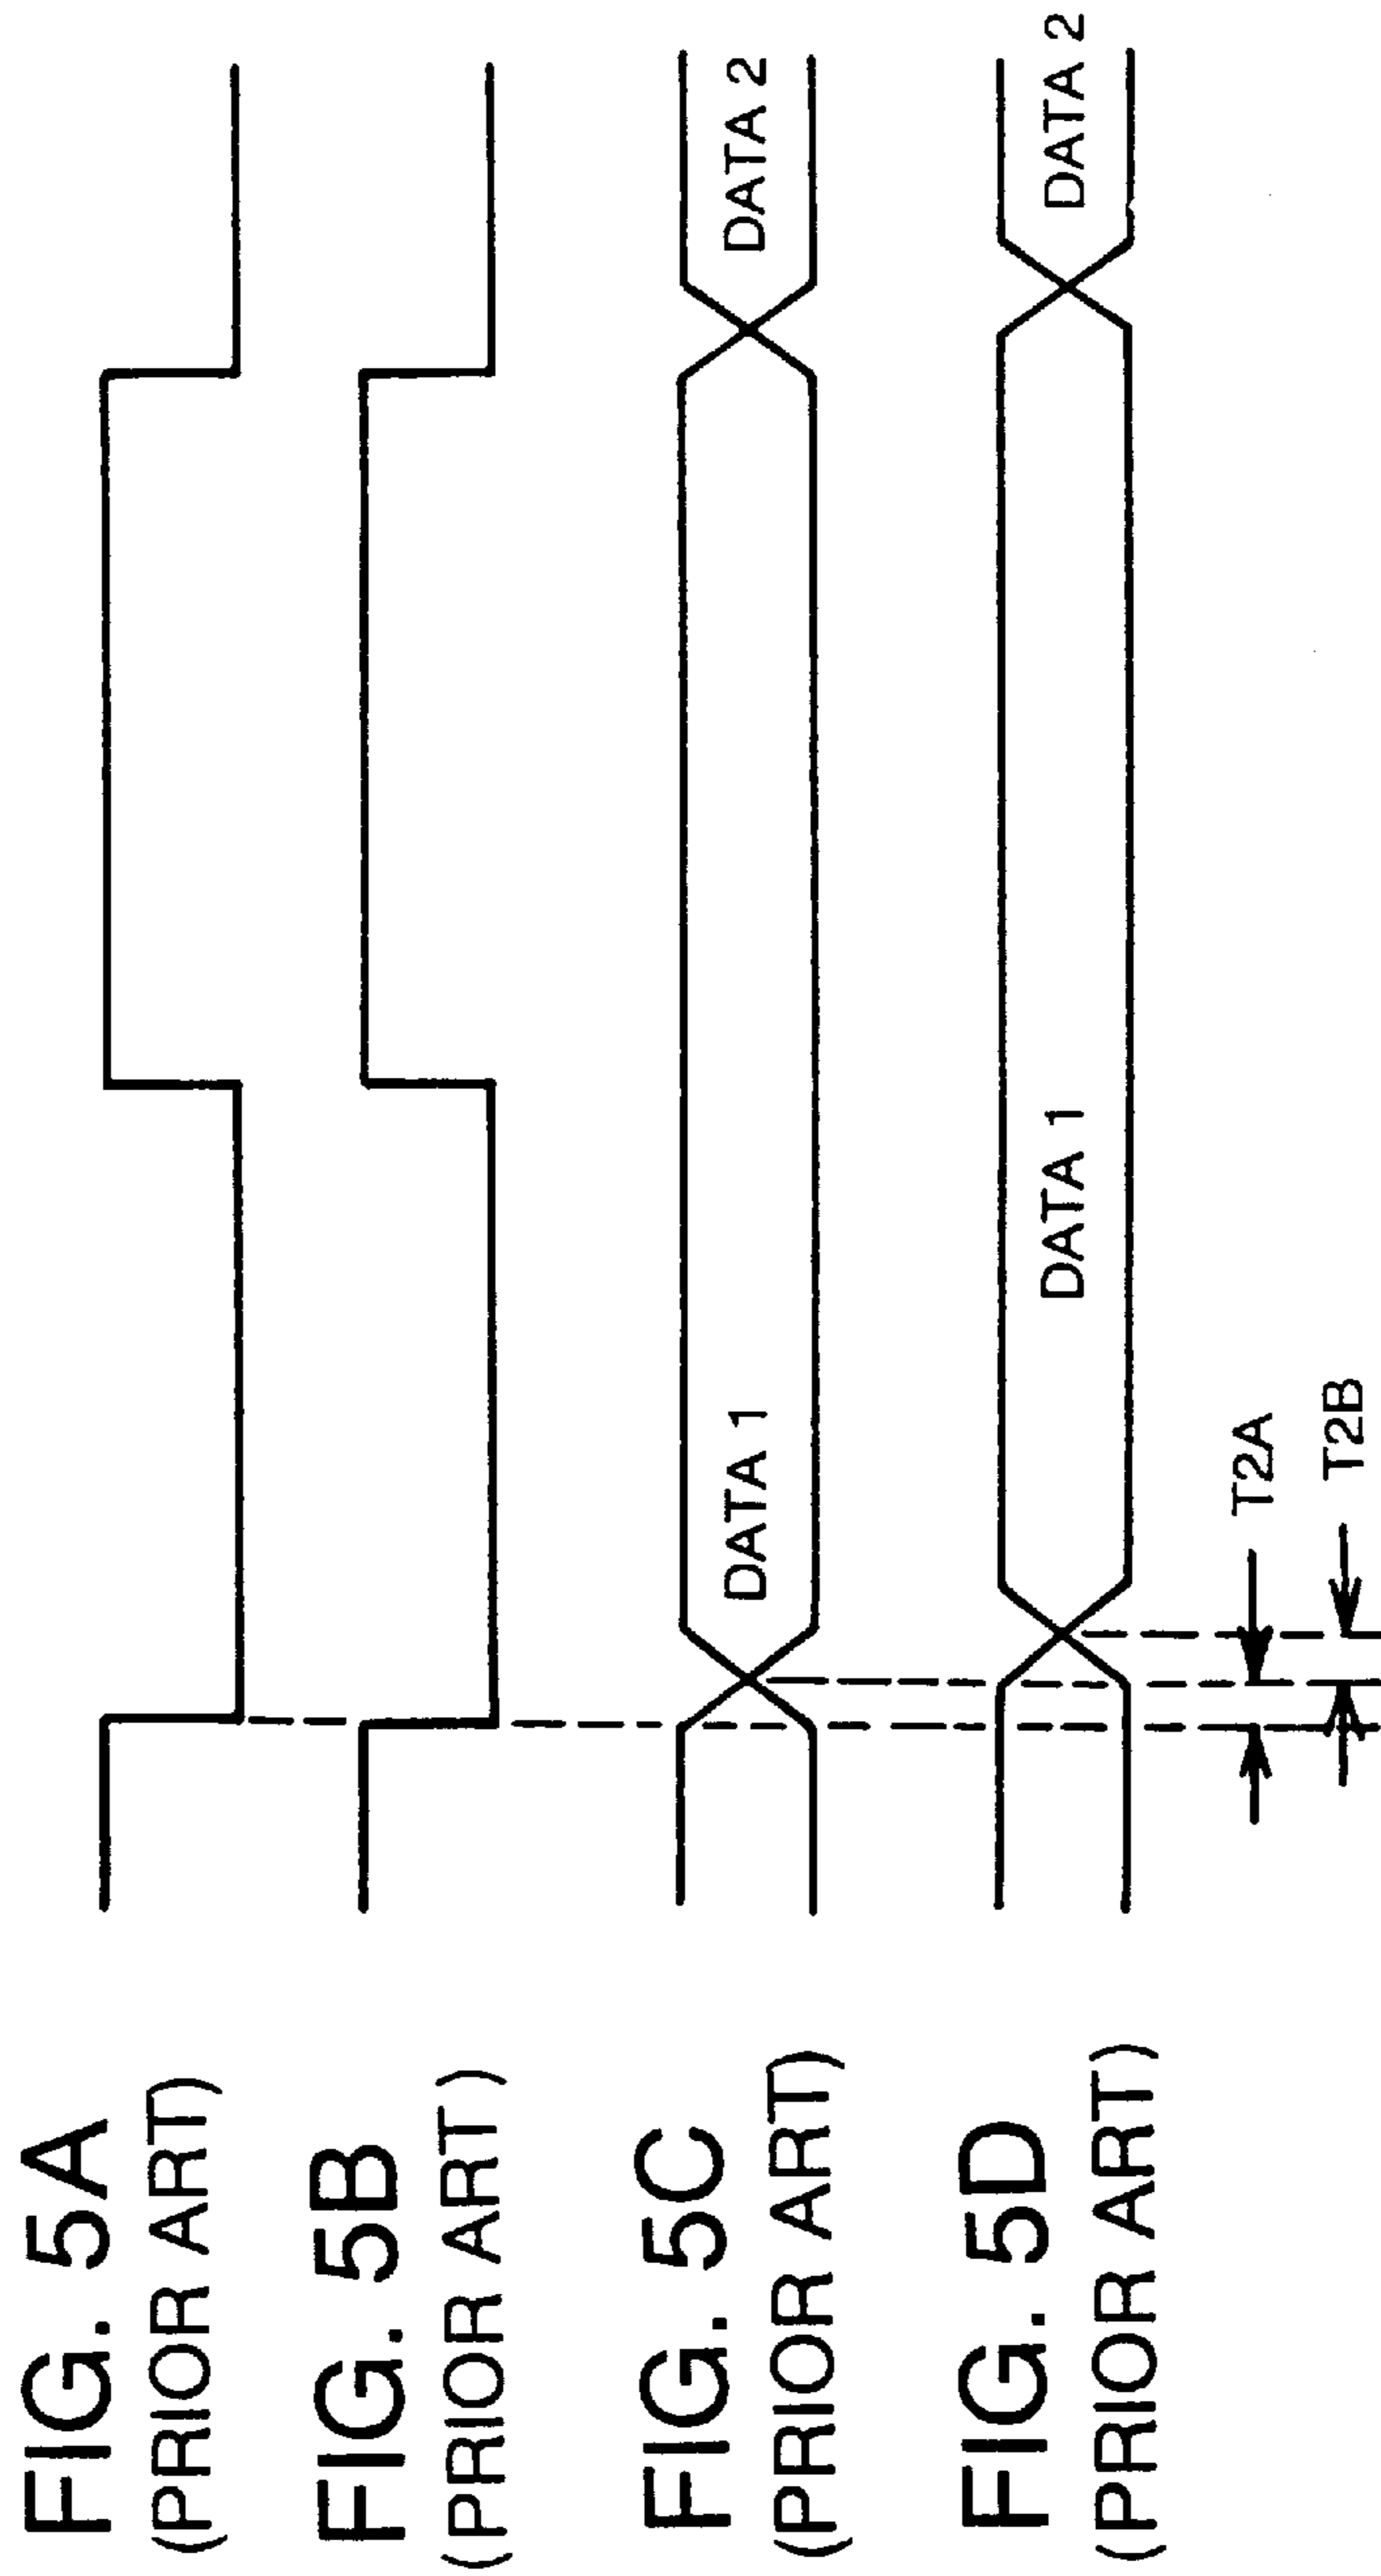 FIG. 5A
(PRIOR ART)
FIG. 5B
(PRIOR ART)
FIG. 5C
(PRIOR ART)
DATA 1
DATA 2
FIG. 5D
(PRIOR ART)
DATA 1
DATA 2
T2A
T2B